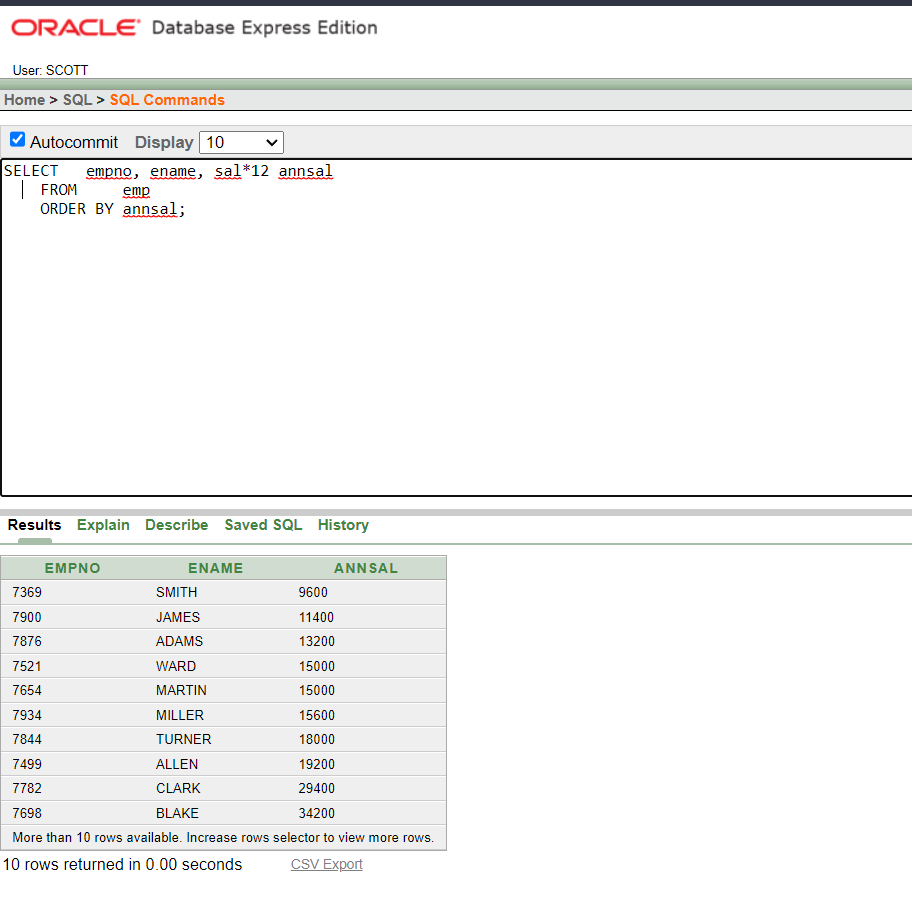 ORACLE Database Express Edition
User: SCOTT
Home > SQL > SQL Commands
Autocommit Display 10
SELECT empno, ename, sal*12 annsal
FROM emp
ORDER BY annsal;
Results Explain Describe Saved SQL History
EMPNO ENAME ANNSAL
7369 SMITH 9600
7900 JAMES 11400
7876 ADAMS 13200
7521 WARD 15000
7654 MARTIN 15000
7934 MILLER 15600
7844 TURNER 18000
7499 ALLEN 19200
7782 CLARK 29400
7698 BLAKE 34200
More than 10 rows available. Increase rows selector to view more rows.
10 rows returned in 0.00 seconds CSV Export